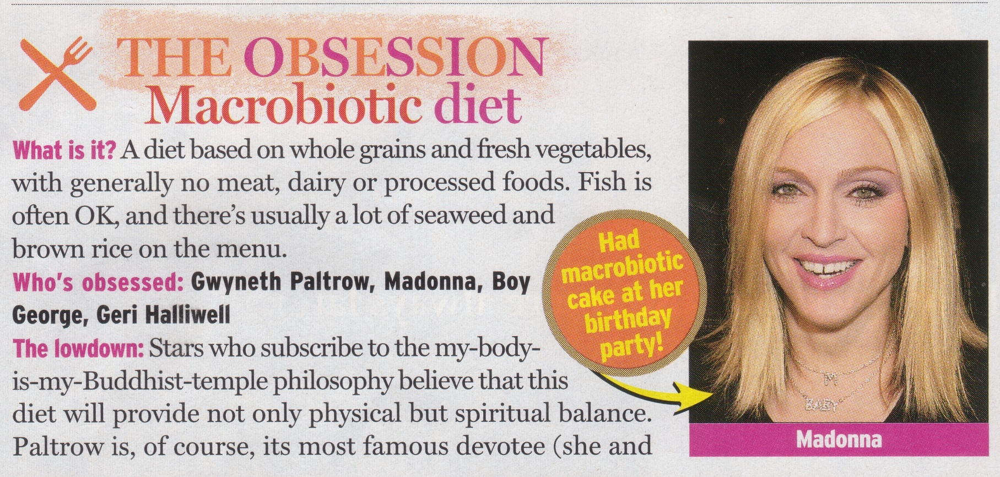 THE OBSESSION
Macrobiotic diet
What is it? A diet based on whole grains and fresh vegetables,
with generally no meat, dairy or processed foods. Fish is
often OK, and there's usually a lot of seaweed and
brown rice on the menu.
Who's obsessed: Gwyneth Paltrow, Madonna, Boy
George, Geri Halliwell
The lowdown: Stars who subscribe to the my-body-
is-my-Buddhist-temple philosophy believe that this
diet will provide not only physical but spiritual balance.
Paltrow is, of course, its most famous devotee (she and
Had
macrobiotic
cake at her
birthday
party!
M
BABY
Madonna